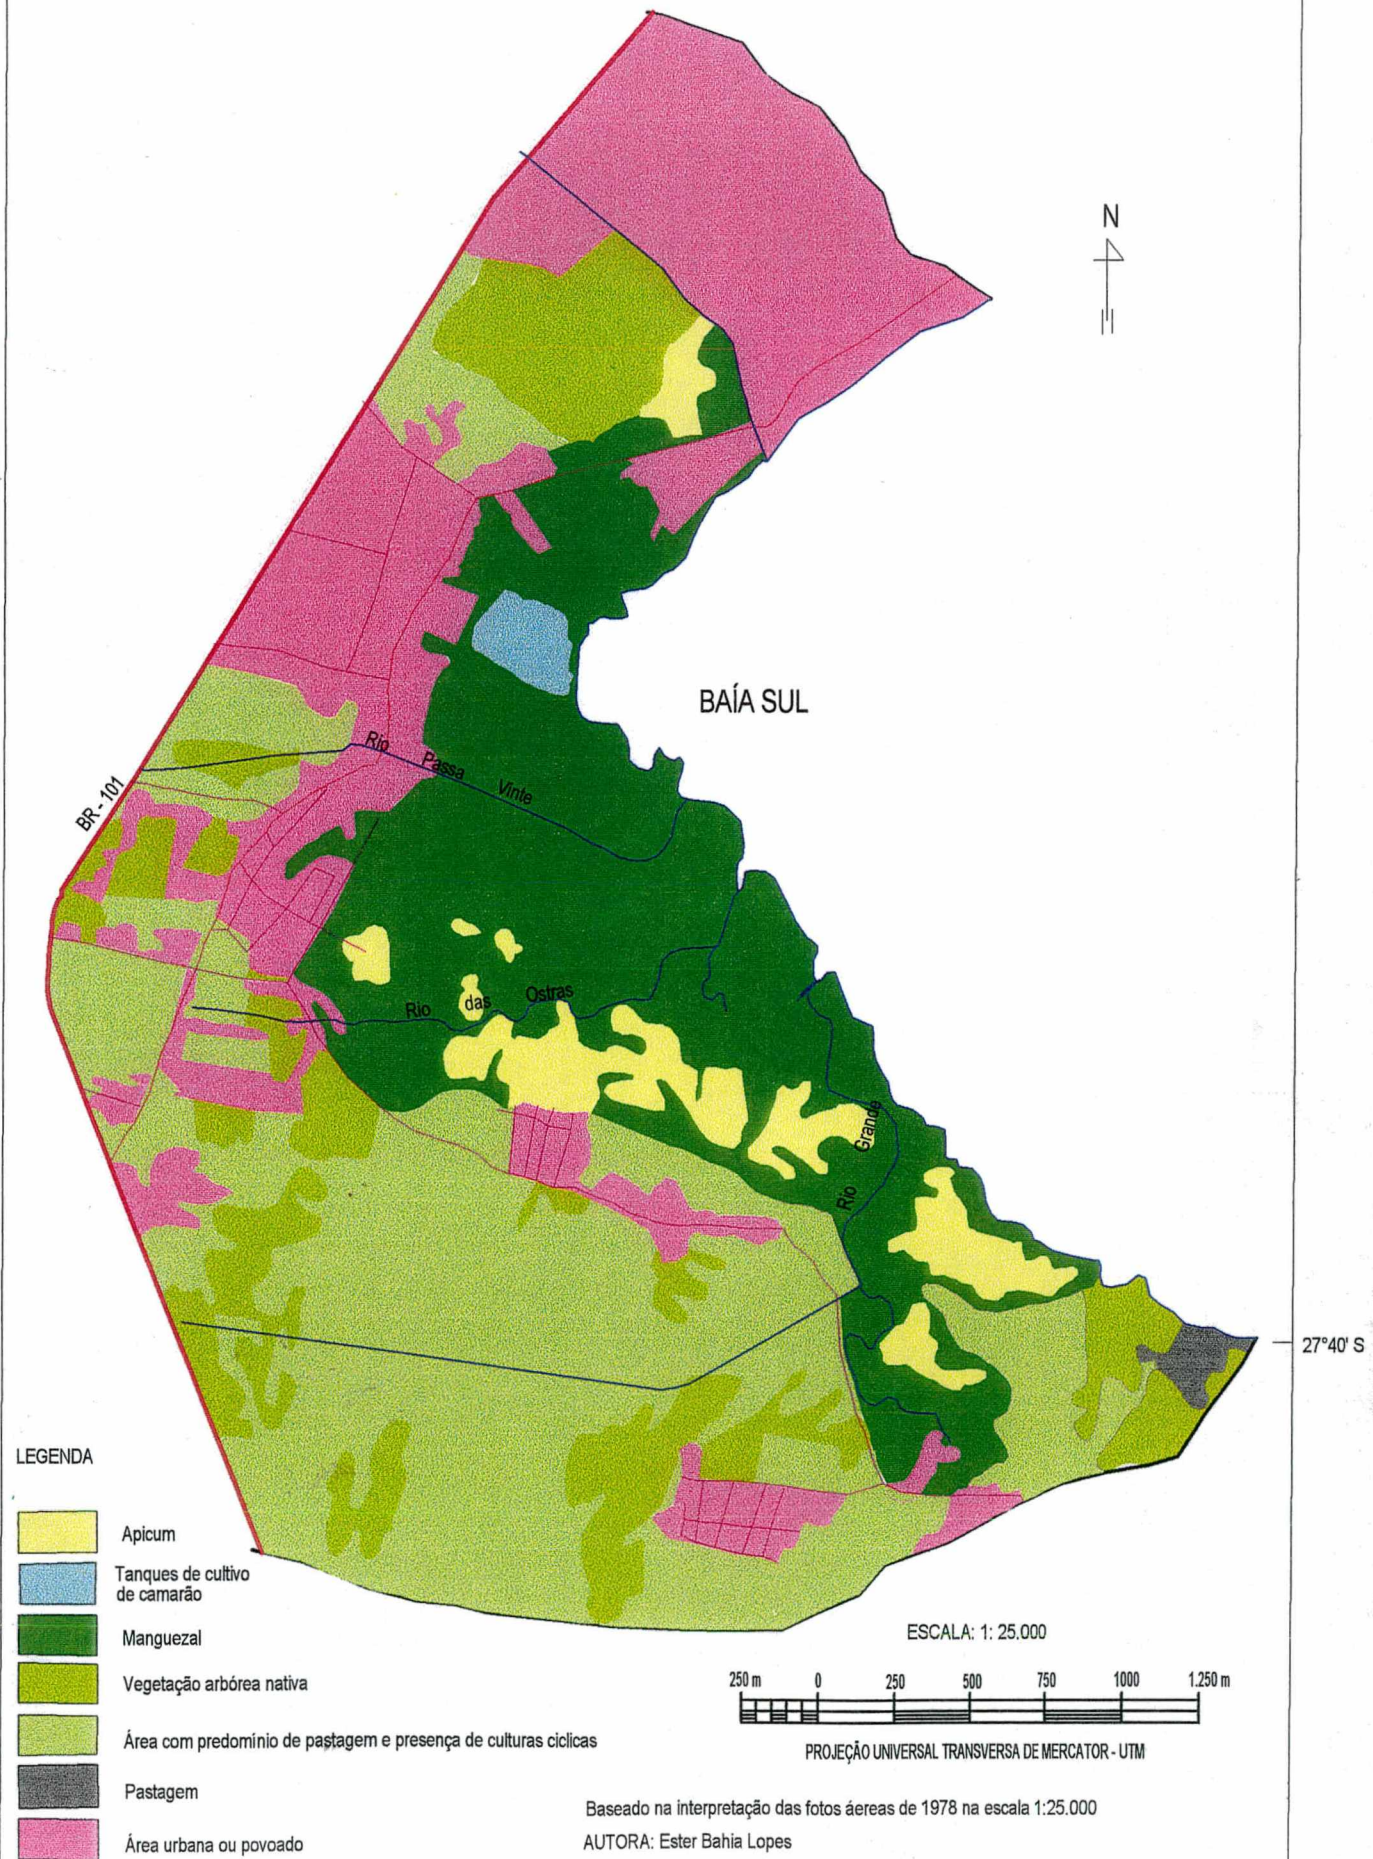 N
BAÍA SUL
Rio Passa Vinte
BR - 101
Rio das Ostras
Rio Grande
27°40' S
LEGENDA
Apicum
Tanques de cultivo
de camarão
Manguezal
Vegetação arbórea nativa
Área com predomínio de pastagem e presença de culturas ciclicas
Pastagem
Área urbana ou povoado
ESCALA: 1: 25.000
250 m 0 250 500 750 1000 1.250 m
PROJEÇÃO UNIVERSAL TRANSVERSA DE MERCATOR - UTM
Baseado na interpretação das fotos áereas de 1978 na escala 1:25.000
AUTORA: Ester Bahia Lopes